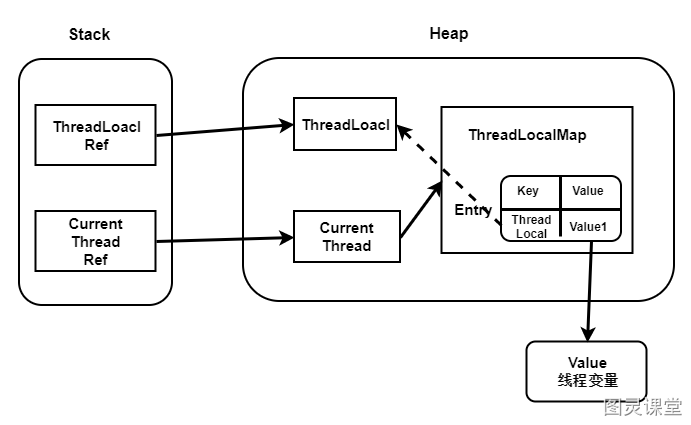 Stack
Heap
ThreadLoacl
Ref
ThreadLoacl
ThreadLocalMap
Key
Value
Entry
Thread
Local
Value1
Current
Thread
Ref
Current
Thread
Value
线程变量
图灵课堂